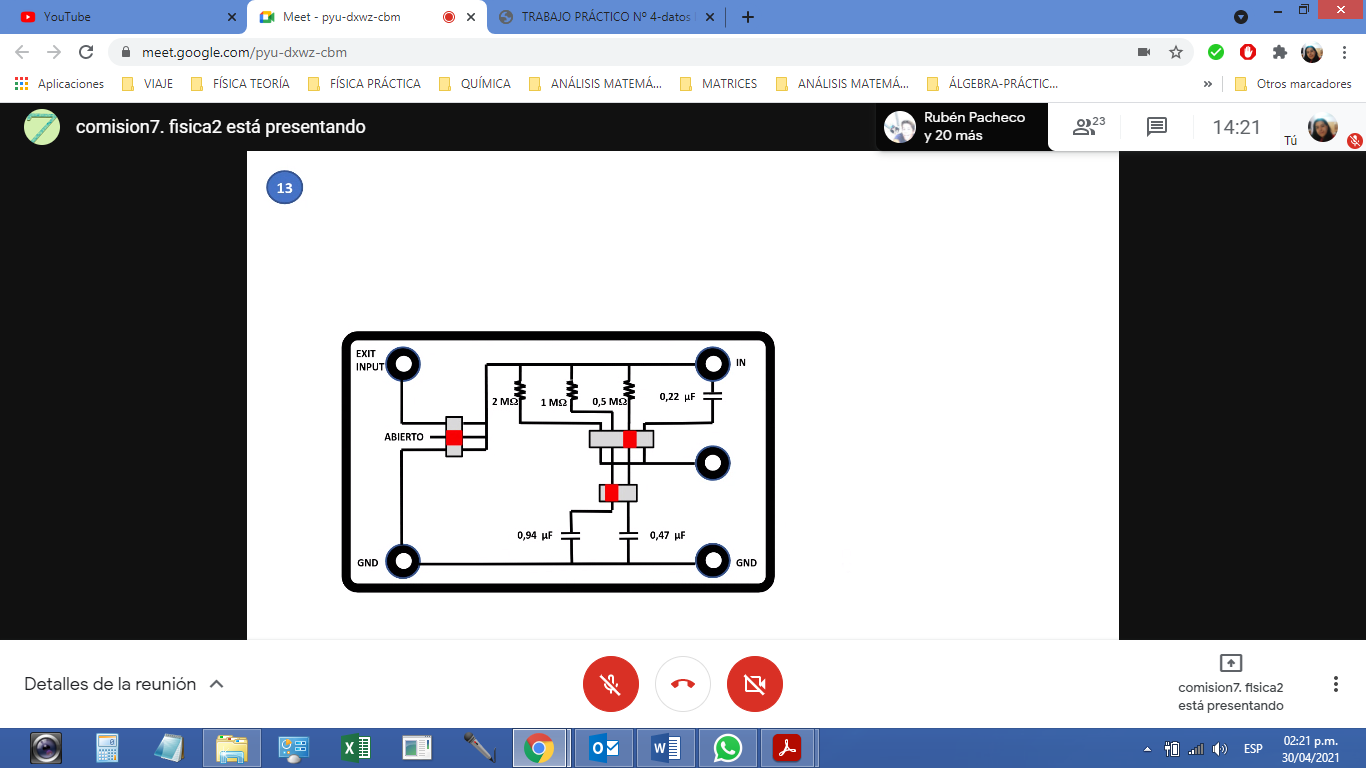 YouTube
Meet - pyu-dxwz-cbm
TRABAJO PRÁCTICO Nº 4-datos
meet.google.com/pyu-dxwz-cbm
Aplicaciones
VIAJE
FÍSICA TEORÍA
FÍSICA PRÁCTICA
QUÍMICA
ANÁLISIS MATEMÁ...
MATRICES
ANÁLISIS MATEMÁ...
ÁLGEBRA-PRÁCTIC...
»
Otros marcadores
7
comision7. fisica2 está presentando
Rubén Pacheco
y 20 más
23
14:21
Tú
13
EXIT
INPUT
IN
2 MΩ
1 MΩ
0,5 MΩ
0,22 µF
ABIERTO
0,94 µF
0,47 µF
GND
GND
Detalles de la reunión
comision7. fisica2
está presentando
ESP
02:21 p.m.
30/04/2021